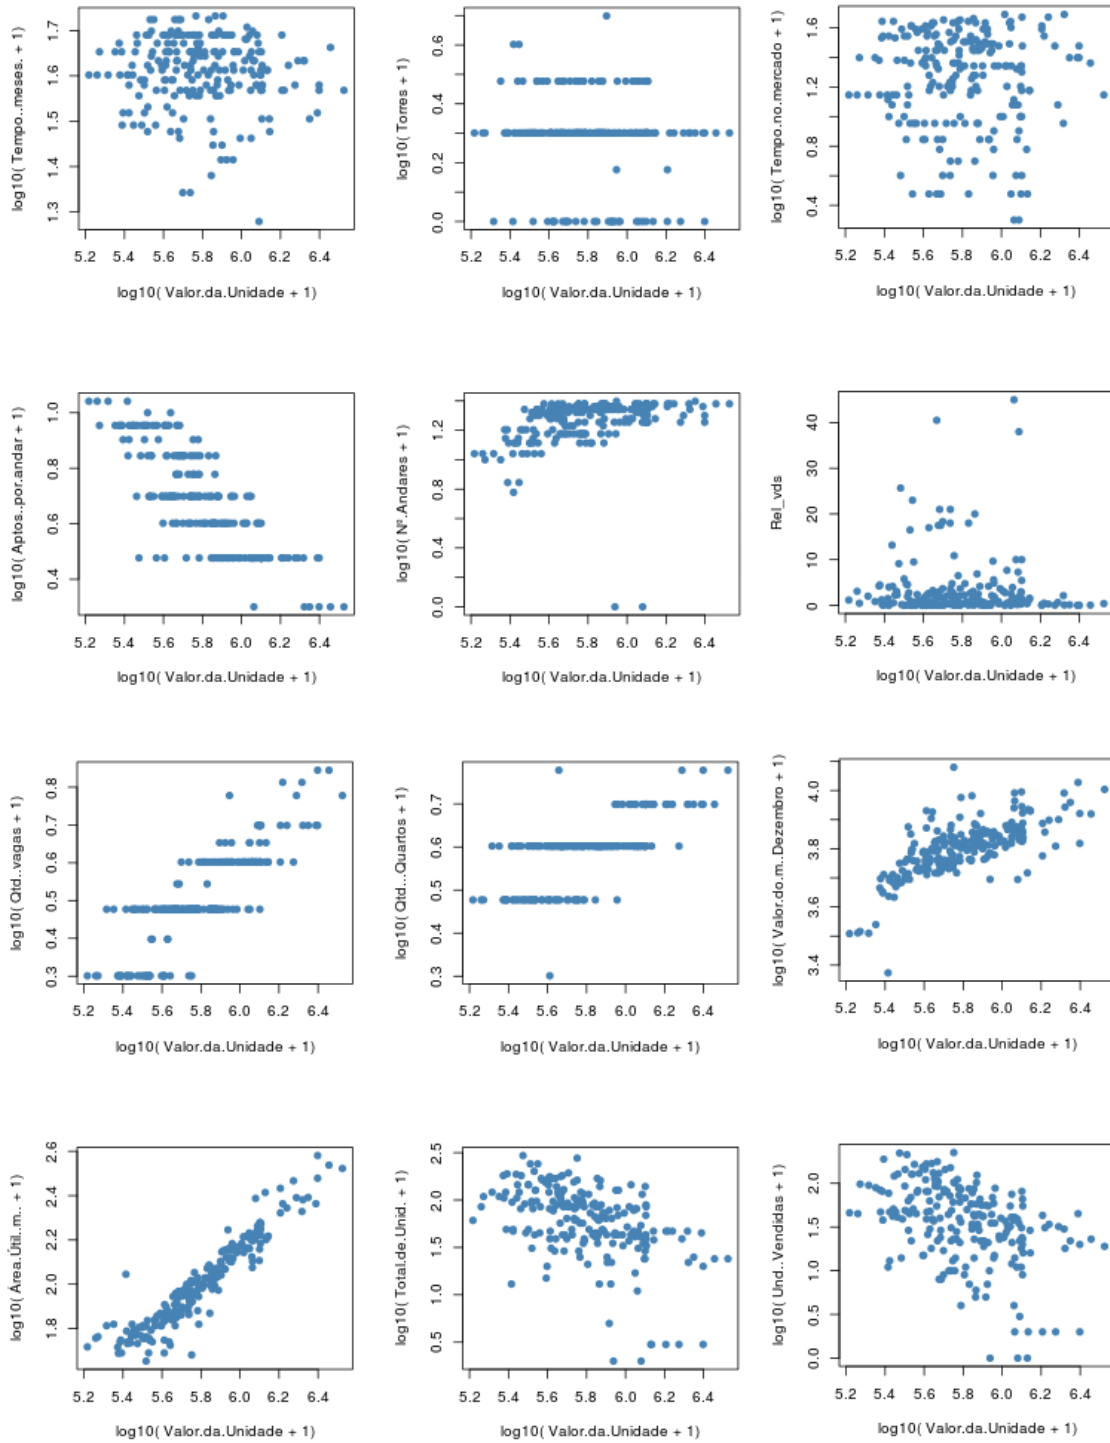 log10( Tempo..meses. + 1)
1.3 1.4 1.5 1.6 1.7
5.2 5.4 5.6 5.8 6.0 6.2 6.4
log10( Valor.da.Unidade + 1)
log10( Torres + 1)
0.0 0.2 0.4 0.6
5.2 5.4 5.6 5.8 6.0 6.2 6.4
log10( Valor.da.Unidade + 1)
log10( Tempo.no.mercado + 1)
0.4 0.8 1.2 1.6
5.2 5.4 5.6 5.8 6.0 6.2 6.4
log10( Valor.da.Unidade + 1)
log10( Aptos..por.andar + 1)
0.4 0.6 0.8 1.0
5.2 5.4 5.6 5.8 6.0 6.2 6.4
log10( Valor.da.Unidade + 1)
log10( Nº.Andares + 1)
0.0 0.4 0.8 1.2
5.2 5.4 5.6 5.8 6.0 6.2 6.4
log10( Valor.da.Unidade + 1)
Rel_vds
0 10 20 30 40
5.2 5.4 5.6 5.8 6.0 6.2 6.4
log10( Valor.da.Unidade + 1)
log10( Qtd..vagas + 1)
0.3 0.4 0.5 0.6 0.7 0.8
5.2 5.4 5.6 5.8 6.0 6.2 6.4
log10( Valor.da.Unidade + 1)
log10( Qtd...Quartos + 1)
0.3 0.4 0.5 0.6 0.7
5.2 5.4 5.6 5.8 6.0 6.2 6.4
log10( Valor.da.Unidade + 1)
log10( Valor.do.m..Dezembro + 1)
3.4 3.6 3.8 4.0
5.2 5.4 5.6 5.8 6.0 6.2 6.4
log10( Valor.da.Unidade + 1)
log10( Área.Útil..m.. + 1)
1.8 2.0 2.2 2.4 2.6
5.2 5.4 5.6 5.8 6.0 6.2 6.4
log10( Valor.da.Unidade + 1)
log10( Total.de.Unid. + 1)
0.5 1.0 1.5 2.0 2.5
5.2 5.4 5.6 5.8 6.0 6.2 6.4
log10( Valor.da.Unidade + 1)
log10( Und..Vendidas + 1)
0.0 0.5 1.0 1.5 2.0
5.2 5.4 5.6 5.8 6.0 6.2 6.4
log10( Valor.da.Unidade + 1)